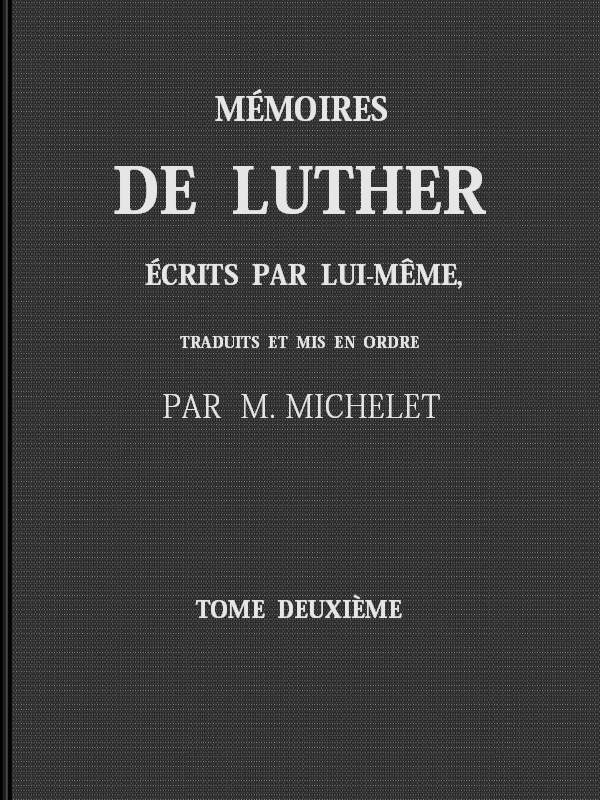 MÉMOIRES
DE LUTHER
ÉCRITS PAR LUI-MÊME,
TRADUITS ET MIS EN ORDRE
PAR M. MICHELET
TOME DEUXIÈME